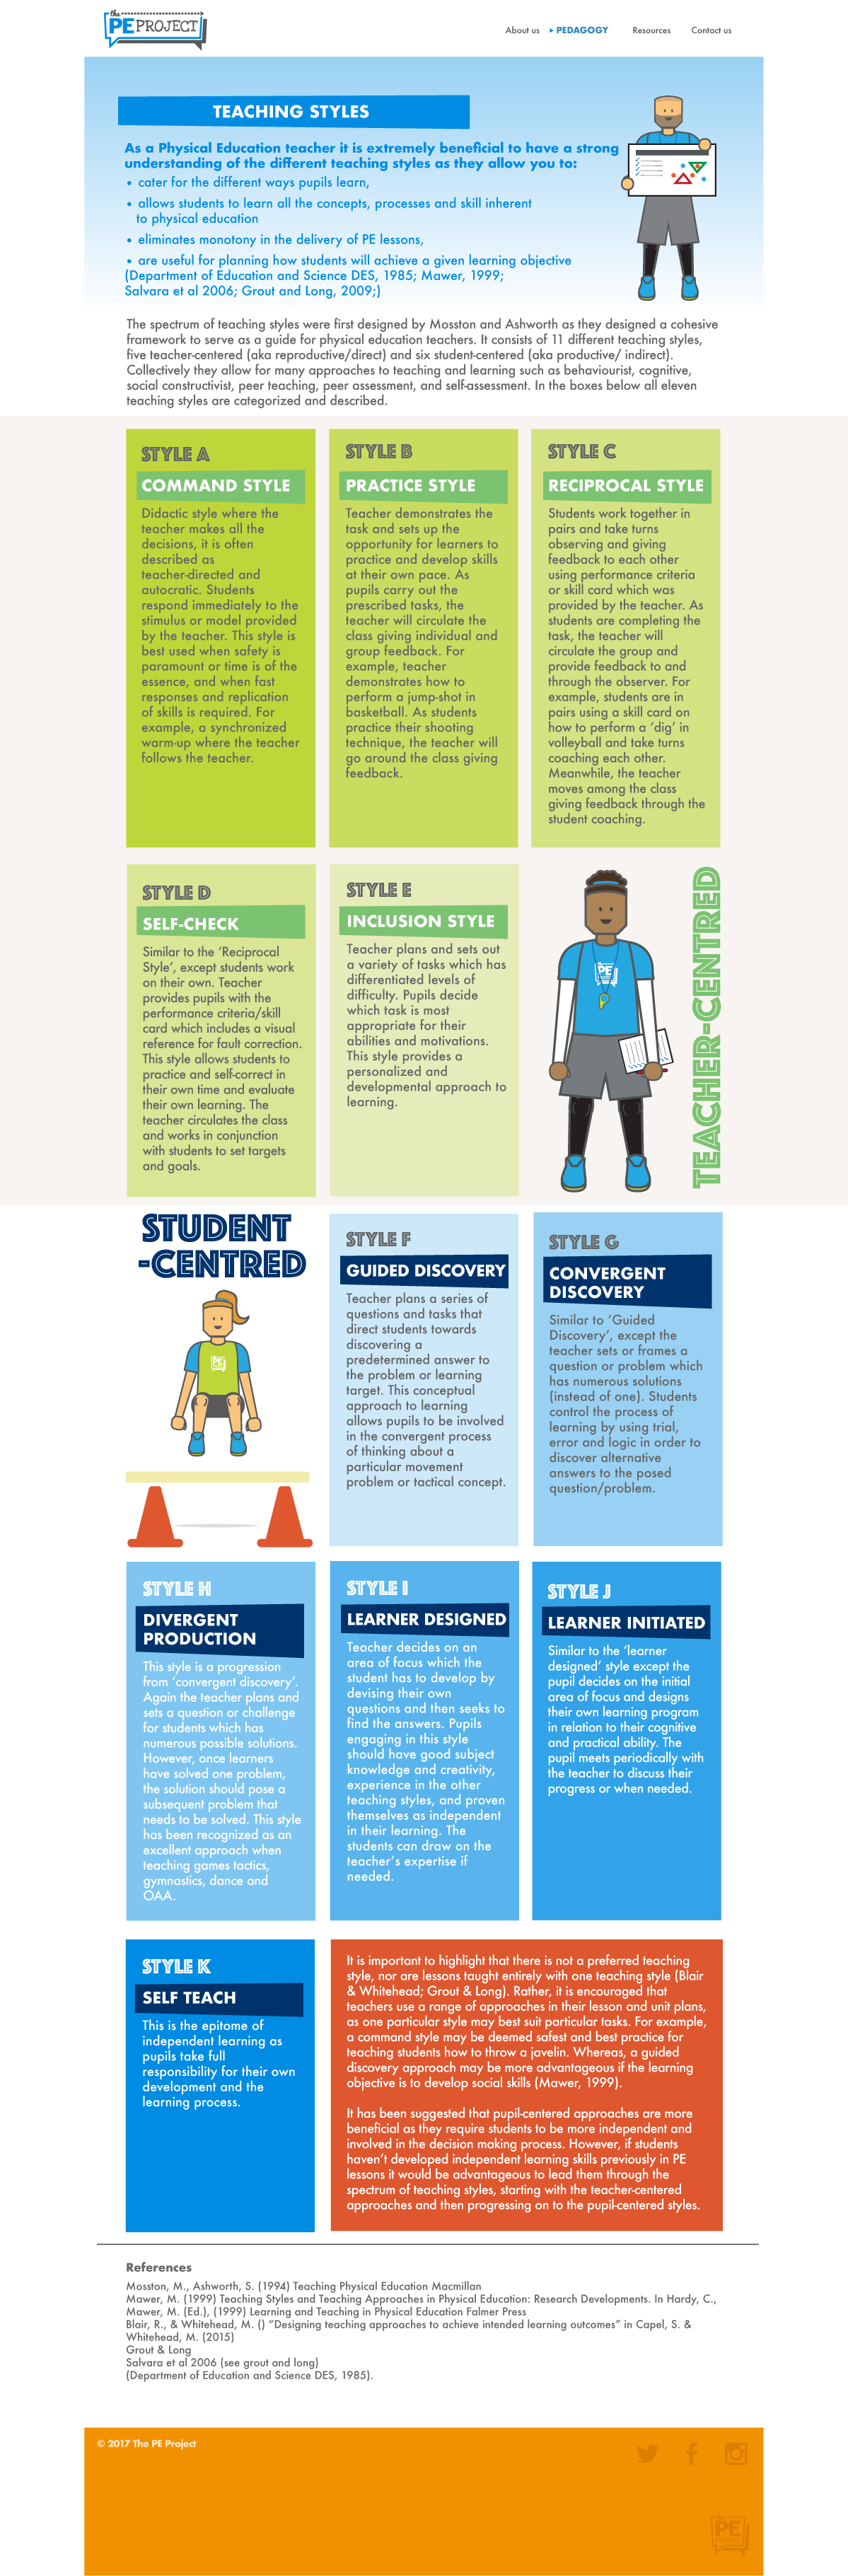 the
PE PROJECT
About us
PEDAGOGY
Resources
Contact us
TEACHING STYLES
As a Physical Education teacher it is extremely beneficial to have a strong
understanding of the different teaching styles as they allow you to:
• cater for the different ways pupils learn,
• allows students to learn all the concepts, processes and skill inherent
to physical education
• eliminates monotony in the delivery of PE lessons,
• are useful for planning how students will achieve a given learning objective
(Department of Education and Science DES, 1985; Mawer, 1999;
Salvara et al 2006; Grout and Long, 2009;)
The spectrum of teaching styles were first designed by Mosston and Ashworth as they designed a cohesive
framework to serve as a guide for physical education teachers. It consists of 11 different teaching styles,
five teacher-centered (aka reproductive/direct) and six student-centered (aka productive/ indirect).
Collectively they allow for many approaches to teaching and learning such as behaviourist, cognitive,
social constructivist, peer teaching, peer assessment, and self-assessment. In the boxes below all eleven
teaching styles are categorized and described.
STYLE A
COMMAND STYLE
Didactic style where the
teacher makes all the
decisions, it is often
described as
teacher-directed and
autocratic. Students
respond immediately to the
stimulus or model provided
by the teacher. This style is
best used when safety is
paramount or time is of the
essence, and when fast
responses and replication
of skills is required. For
example, a synchronized
warm-up where the teacher
follows the teacher.
STYLE B
PRACTICE STYLE
Teacher demonstrates the
task and sets up the
opportunity for learners to
practice and develop skills
at their own pace. As
pupils carry out the
prescribed tasks, the
teacher will circulate the
class giving individual and
group feedback. For
example, teacher
demonstrates how to
perform a jump-shot in
basketball. As students
practice their shooting
technique, the teacher will
go around the class giving
feedback.
STYLE C
RECIPROCAL STYLE
Students work together in
pairs and take turns
observing and giving
feedback to each other
using performance criteria
or skill card which was
provided by the teacher. As
students are completing the
task, the teacher will
circulate the group and
provide feedback to and
through the observer. For
example, students are in
pairs using a skill card on
how to perform a ‘dig’ in
volleyball and take turns
coaching each other.
Meanwhile, the teacher
moves among the class
giving feedback through the
student coaching.
STYLE D
SELF-CHECK
Similar to the ‘Reciprocal
Style’, except students work
on their own. Teacher
provides pupils with the
performance criteria/skill
card which includes a visual
reference for fault correction.
This style allows students to
practice and self-correct in
their own time and evaluate
their own learning. The
teacher circulates the class
and works in conjunction
with students to set targets
and goals.
STYLE E
INCLUSION STYLE
Teacher plans and sets out
a variety of tasks which has
differentiated levels of
difficulty. Pupils decide
which task is most
appropriate for their
abilities and motivations.
This style provides a
personalized and
developmental approach to
learning.
PE
TEACHER-CENTRED
STUDENT
-CENTRED
PE
STYLE F
GUIDED DISCOVERY
Teacher plans a series of
questions and tasks that
direct students towards
discovering a
predetermined answer to
the problem or learning
target. This conceptual
approach to learning
allows pupils to be involved
in the convergent process
of thinking about a
particular movement
problem or tactical concept.
STYLE G
CONVERGENT
DISCOVERY
Similar to ‘Guided
Discovery’, except the
teacher sets or frames a
question or problem which
has numerous solutions
(instead of one). Students
control the process of
learning by using trial,
error and logic in order to
discover alternative
answers to the posed
question/problem.
STYLE H
DIVERGENT
PRODUCTION
This style is a progression
from ‘convergent discovery’.
Again the teacher plans and
sets a question or challenge
for students which has
numerous possible solutions.
However, once learners
have solved one problem,
the solution should pose a
subsequent problem that
needs to be solved. This style
has been recognized as an
excellent approach when
teaching games tactics,
gymnastics, dance and
OAA.
STYLE I
LEARNER DESIGNED
Teacher decides on an
area of focus which the
student has to develop by
devising their own
questions and then seeks to
find the answers. Pupils
engaging in this style
should have good subject
knowledge and creativity,
experience in the other
teaching styles, and proven
themselves as independent
in their learning. The
students can draw on the
teacher’s expertise if
needed.
STYLE J
LEARNER INITIATED
Similar to the ‘learner
designed’ style except the
pupil decides on the initial
area of focus and designs
their own learning program
in relation to their cognitive
and practical ability. The
pupil meets periodically with
the teacher to discuss their
progress or when needed.
STYLE K
SELF TEACH
This is the epitome of
independent learning as
pupils take full
responsibility for their own
development and the
learning process.
It is important to highlight that there is not a preferred teaching
style, nor are lessons taught entirely with one teaching style (Blair
& Whitehead; Grout & Long). Rather, it is encouraged that
teachers use a range of approaches in their lesson and unit plans,
as one particular style may best suit particular tasks. For example,
a command style may be deemed safest and best practice for
teaching students how to throw a javelin. Whereas, a guided
discovery approach may be more advantageous if the learning
objective is to develop social skills (Mawer, 1999).
It has been suggested that pupil-centered approaches are more
beneficial as they require students to be more independent and
involved in the decision making process. However, if students
haven’t developed independent learning skills previously in PE
lessons it would be advantageous to lead them through the
spectrum of teaching styles, starting with the teacher-centered
approaches and then progressing on to the pupil-centered styles.
References
Mosston, M., Ashworth, S. (1994) Teaching Physical Education Macmillan
Mawer, M. (1999) Teaching Styles and Teaching Approaches in Physical Education: Research Developments. In Hardy, C.,
Mawer, M. (Ed.), (1999) Learning and Teaching in Physical Education Falmer Press
Blair, R., & Whitehead, M. () “Designing teaching approaches to achieve intended learning outcomes” in Capel, S. &
Whitehead, M. (2015)
Grout & Long
Salvara et al 2006 (see grout and long)
(Department of Education and Science DES, 1985).
© 2017 The PE Project
PE